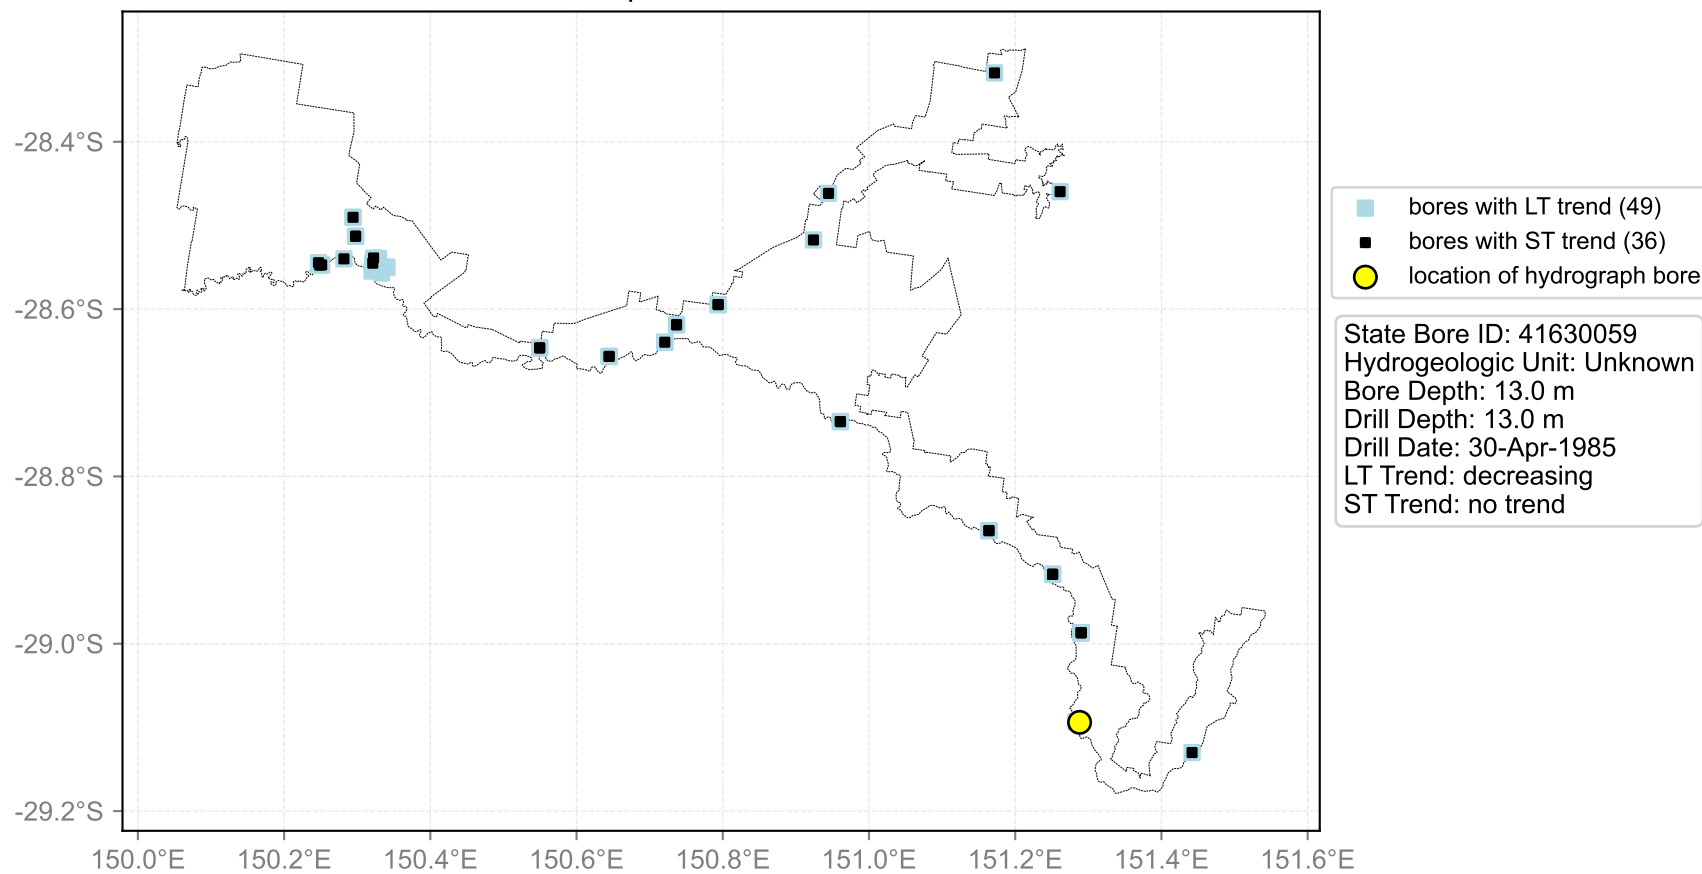 -28.4°S
-28.6°S
-28.8°S
-29.0°S
-29.2°S
150.0°E 150.2°E 150.4°E 150.6°E 150.8°E 151.0°E 151.2°E 151.4°E 151.6°E
bores with LT trend (49)
bores with ST trend (36)
location of hydrograph bore
State Bore ID: 41630059
Hydrogeologic Unit: Unknown
Bore Depth: 13.0 m
Drill Depth: 13.0 m
Drill Date: 30-Apr-1985
LT Trend: decreasing
ST Trend: no trend